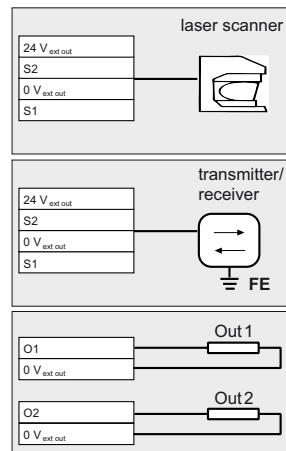 laser scanner
24 V ext out
S2
0 V ext out
S1
transmitter/
receiver
24 V ext out
S2
0 V ext out
S1
FE
Out 1
O1
0 V ext out
Out 2
O2
0 V ext out